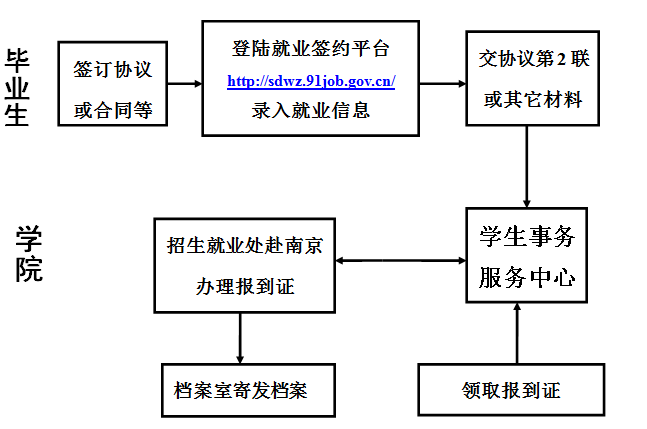 毕业生
签订协议
或合同等
登陆就业签约平台
http://sdwz.91job.gov.cn/
录入就业信息
交协议第2联
或其它材料
学院
招生就业处赴南京
办理报到证
学生事务
服务中心
档案室寄发档案
领取报到证